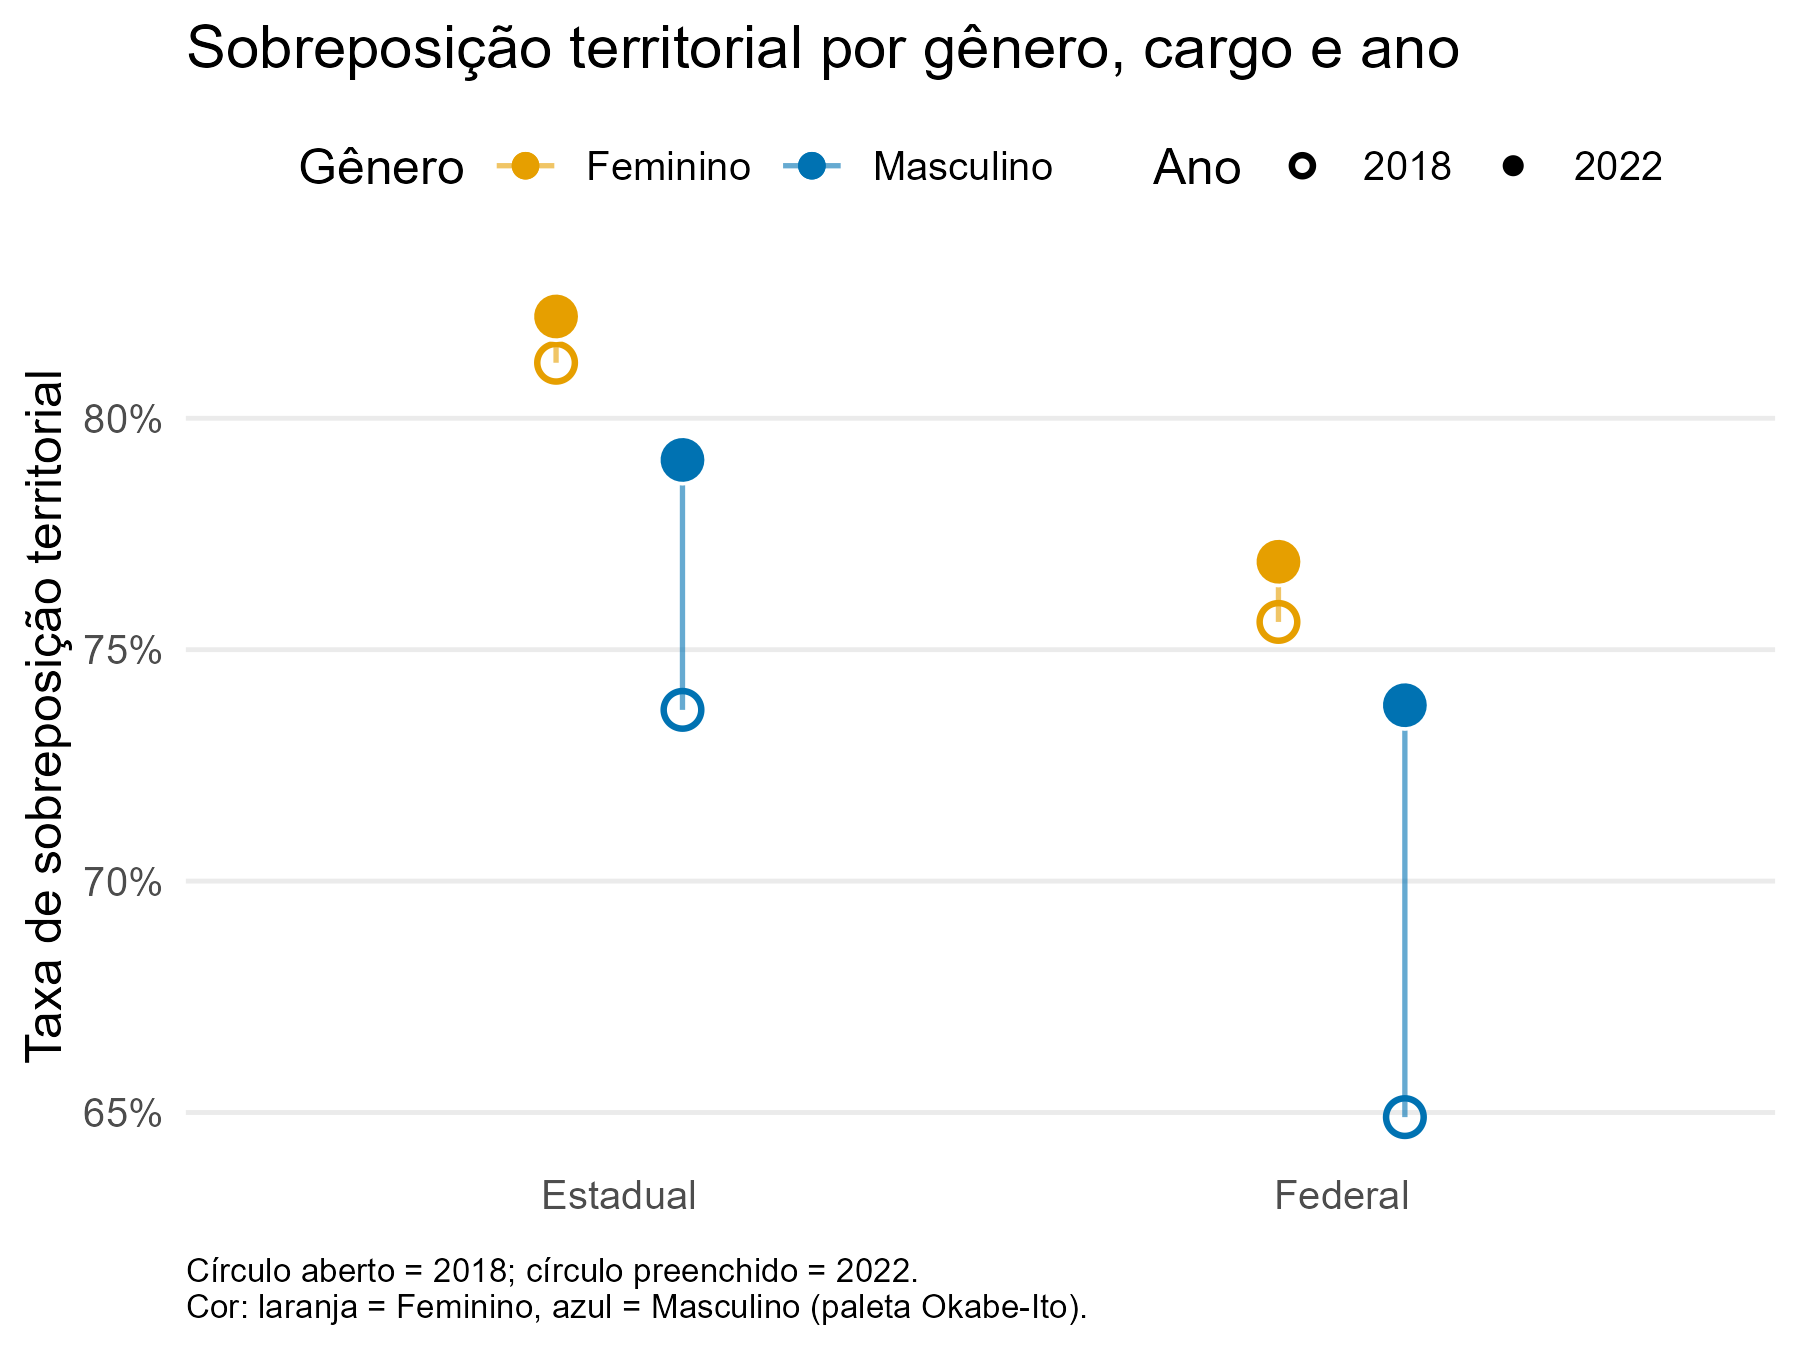 Sobreposição territorial por gênero, cargo e ano
Gênero Feminino Masculino Ano 2018 2022
Taxa de sobreposição territorial
80%
75%
70%
65%
Estadual Federal
Círculo aberto = 2018; círculo preenchido = 2022.
Cor: laranja = Feminino, azul = Masculino (paleta Okabe-Ito).